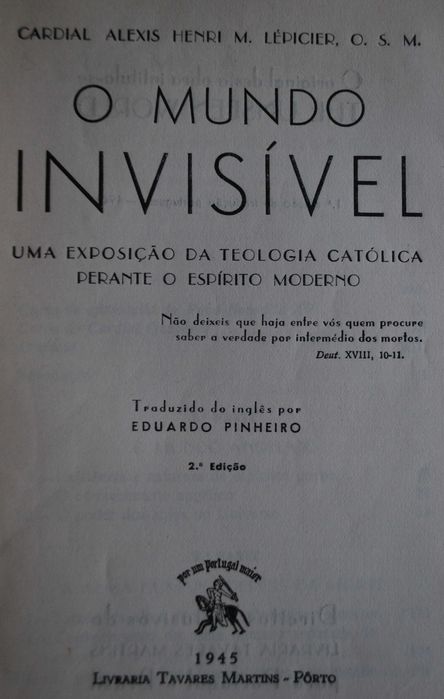 CARDIAL ALEXIS HENRI M. LÉPICIER, O. S. M.
O MUNDO
INVISÍVEL
UMA EXPOSIÇÃO DA TEOLOGIA CATÓLICA
PERANTE O ESPÍRITO MODERNO
Não deixeis que haja entre vós quem procure
saber a verdade por intermédio dos mortos.
Deut. XVIII, 10-11.
Traduzido do inglês por
EDUARDO PINHEIRO
2.ª Edição
por um Portugal maior
1945
LIVRARIA TAVARES MARTINS - PÔRTO